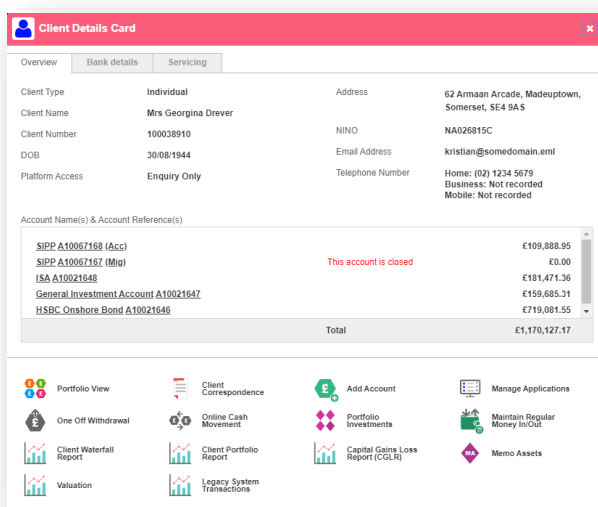 Client Details Card
Overview Bank details Servicing
Client Type Individual
Client Name Mrs Georgina Drever
Client Number 100038910
DOB 30/08/1944
Platform Access Enquiry Only
Address 62 Armaan Arcade, Madeuptown,
Somerset, SE4 9AS
NINO NA026815C
Email Address kristian@somedomain.eml
Telephone Number Home: (02) 1234 5679
Business: Not recorded
Mobile: Not recorded
Account Name(s) & Account Reference(s)
SIPP A10067168 (Acc) £109,888.95
SIPP A10067167 (Mig) This account is closed £0.00
ISA A10021648 £181,471.36
General Investment Account A10021647 £159,685.31
HSBC Onshore Bond A10021646 £719,081.55
Total £1,170,127.17
Portfolio View
Client
Correspondence
£
Add Account
Manage Applications
£
One Off Withdrawal
Online Cash
Movement
Portfolio
Investments
Maintain Regular
Money In/Out
Client Waterfall
Report
Client Portfolio
Report
Capital Gains Loss
Report (CGLR)
MA
Memo Assets
Valuation
Legacy System
Transactions